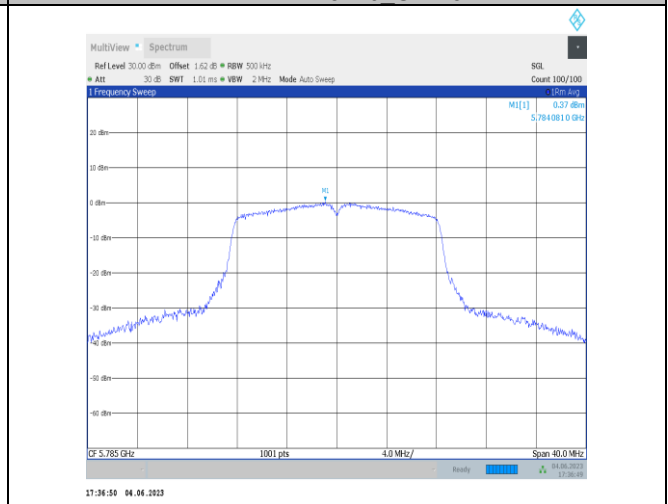 MultiView Spectrum
Ref Level 30.00 dBm Offset 1.62 dB RBW 500 kHz SGL
Att 30 dB SWT 1.01 ms VBW 2 MHz Mode Auto Sweep Count 100/100
1 Frequency Sweep 1Rm Avg
M1[1] 0.37 dBm
5.7840810 GHz
20 dBm
10 dBm
M1
0 dBm
-10 dBm
-20 dBm
-30 dBm
-40 dBm
-50 dBm
-60 dBm
CF 5.785 GHz 1001 pts 4.0 MHz/ Span 40.0 MHz
Ready 04.06.2023
17:36:49
17:36:50 04.06.2023